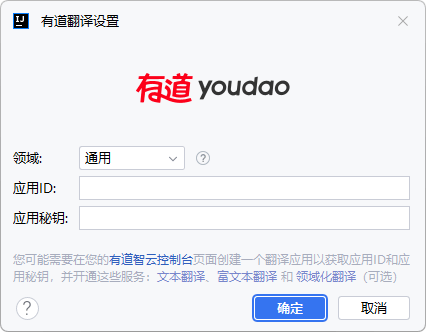 有道翻译设置
有道 youdao
领域: 通用
应用ID:
应用秘钥:
您可能需要在您的有道智云控制台页面创建一个翻译应用以获取应用ID和应
用秘钥，并开通这些服务：文本翻译、富文本翻译 和 领域化翻译（可选）
确定 取消